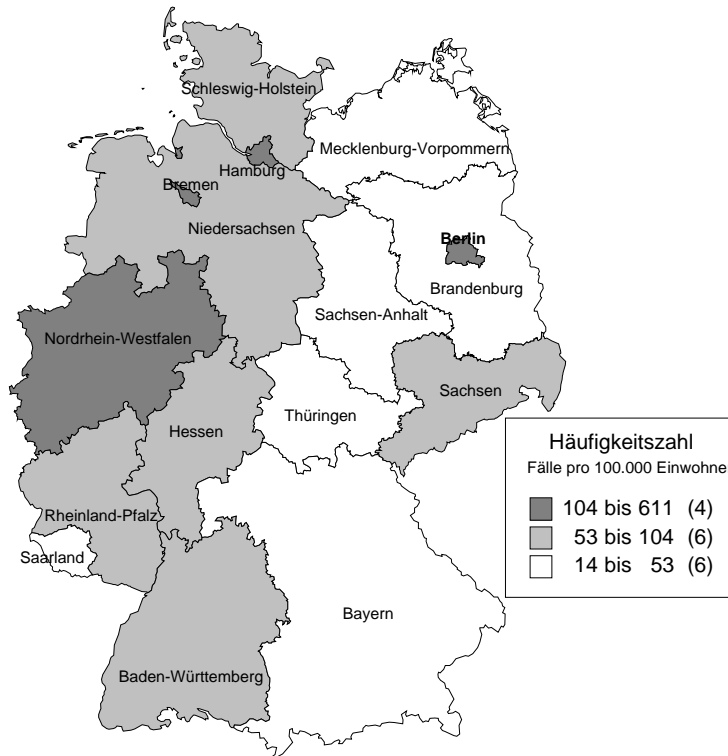 Schleswig-Holstein
Mecklenburg-Vorpommern
Hamburg
Bremen
Niedersachsen
Berlin
Brandenburg
Sachsen-Anhalt
Nordrhein-Westfalen
Sachsen
Thüringen
Hessen
Rheinland-Pfalz
Saarland
Bayern
Baden-Württemberg
Häufigkeitszahl
Fälle pro 100.000 Einwohne
104 bis 611 (4)
53 bis 104 (6)
14 bis 53 (6)